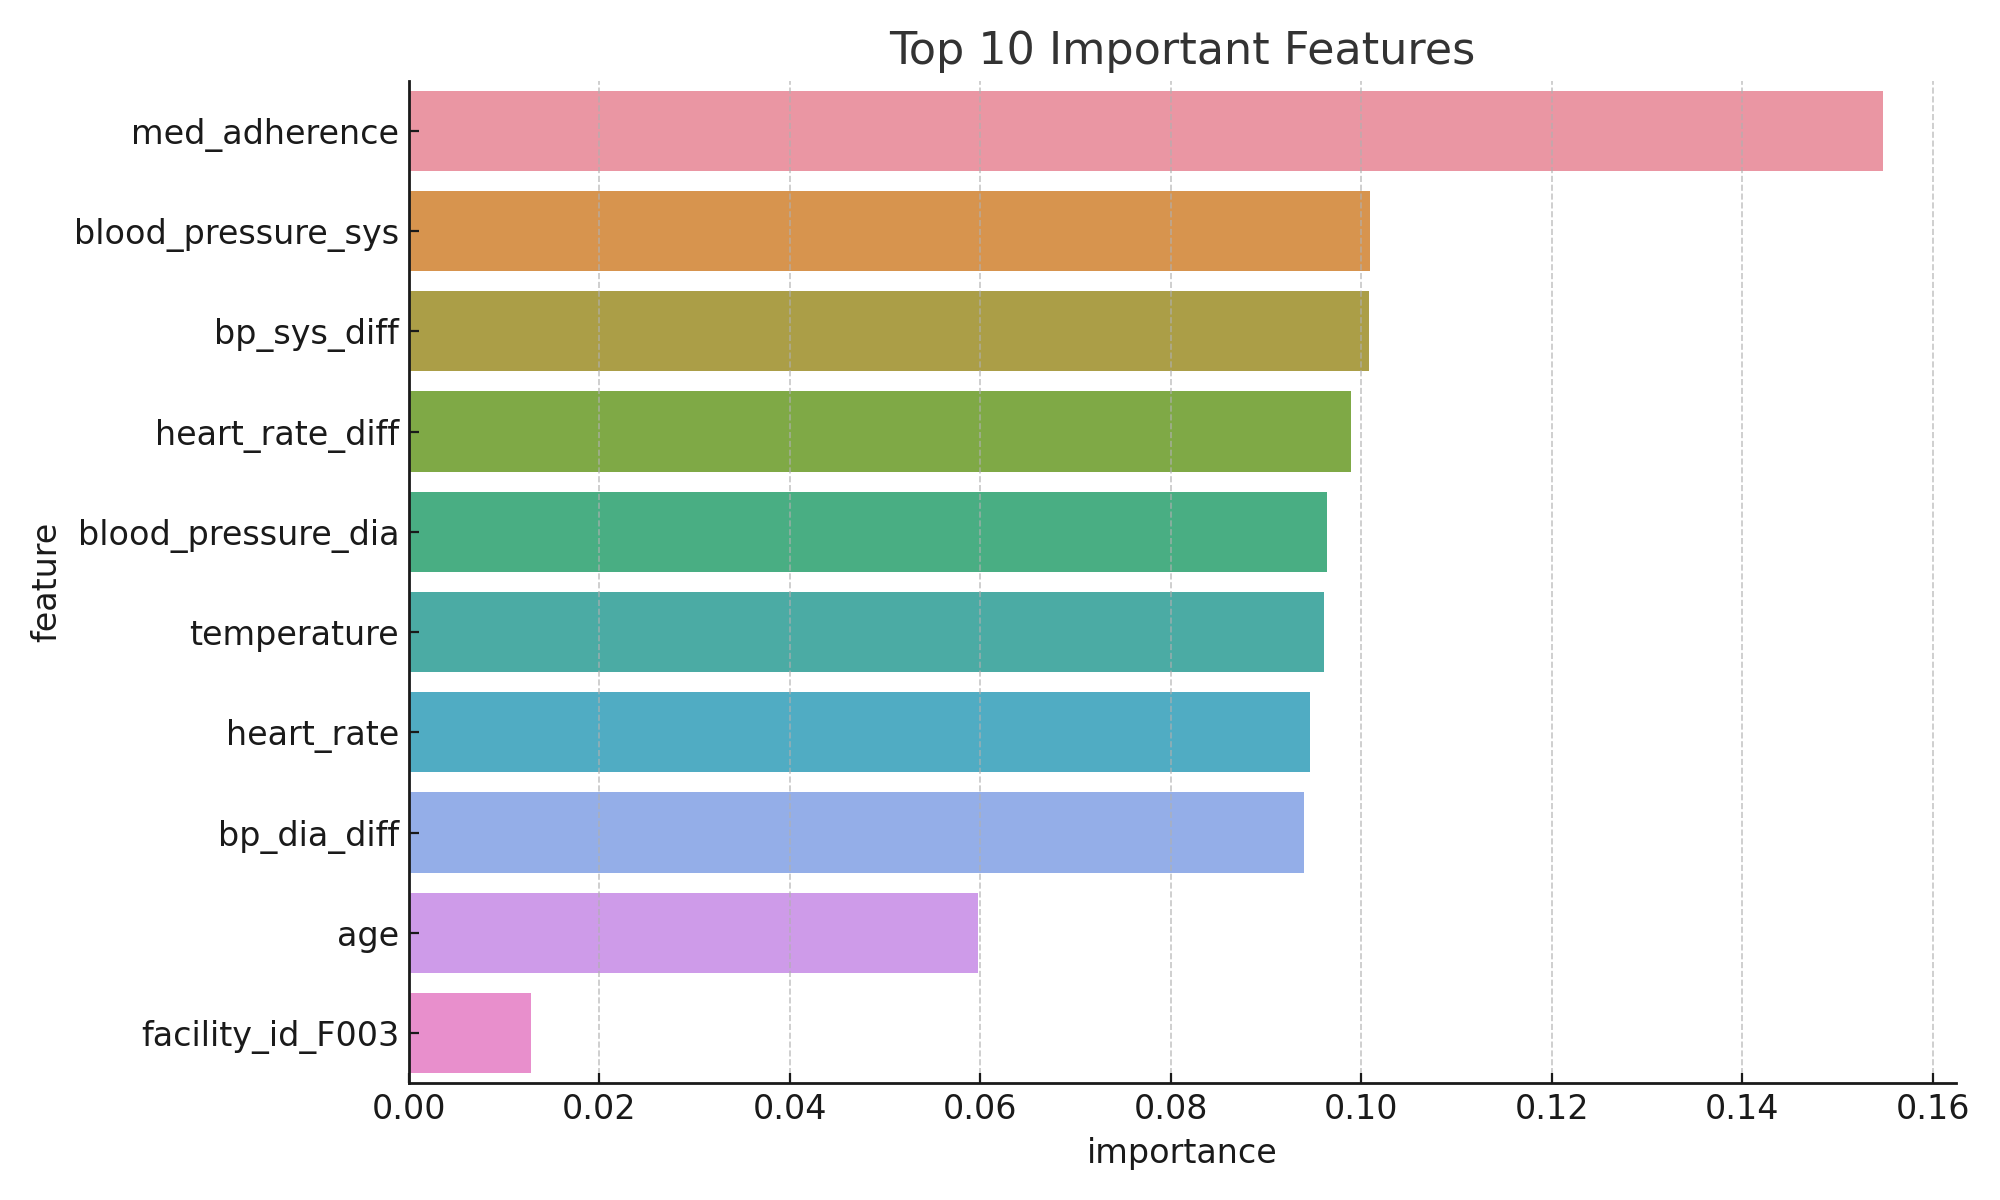 Top 10 Important Features
med_adherence
blood_pressure_sys
bp_sys_diff
heart_rate_diff
blood_pressure_dia
temperature
heart_rate
bp_dia_diff
age
facility_id_F003
feature
0.00 0.02 0.04 0.06 0.08 0.10 0.12 0.14 0.16
importance